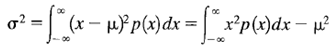 σ² = ∫_{-∞}^{∞} (x − μ)² p(x) dx = ∫_{-∞}^{∞} x² p(x) dx − μ²